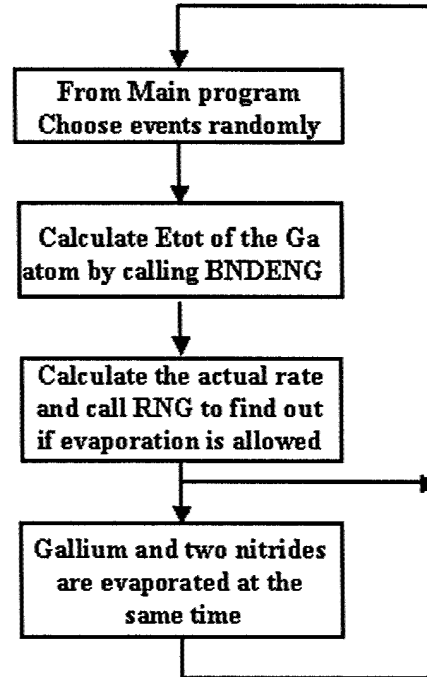 From Main program
Choose events randomly
Calculate Etot of the Ga
atom by calling BNDENG
Calculate the actual rate
and call RNG to find out
if evaporation is allowed
Gallium and two nitrides
are evaporated at the
same time